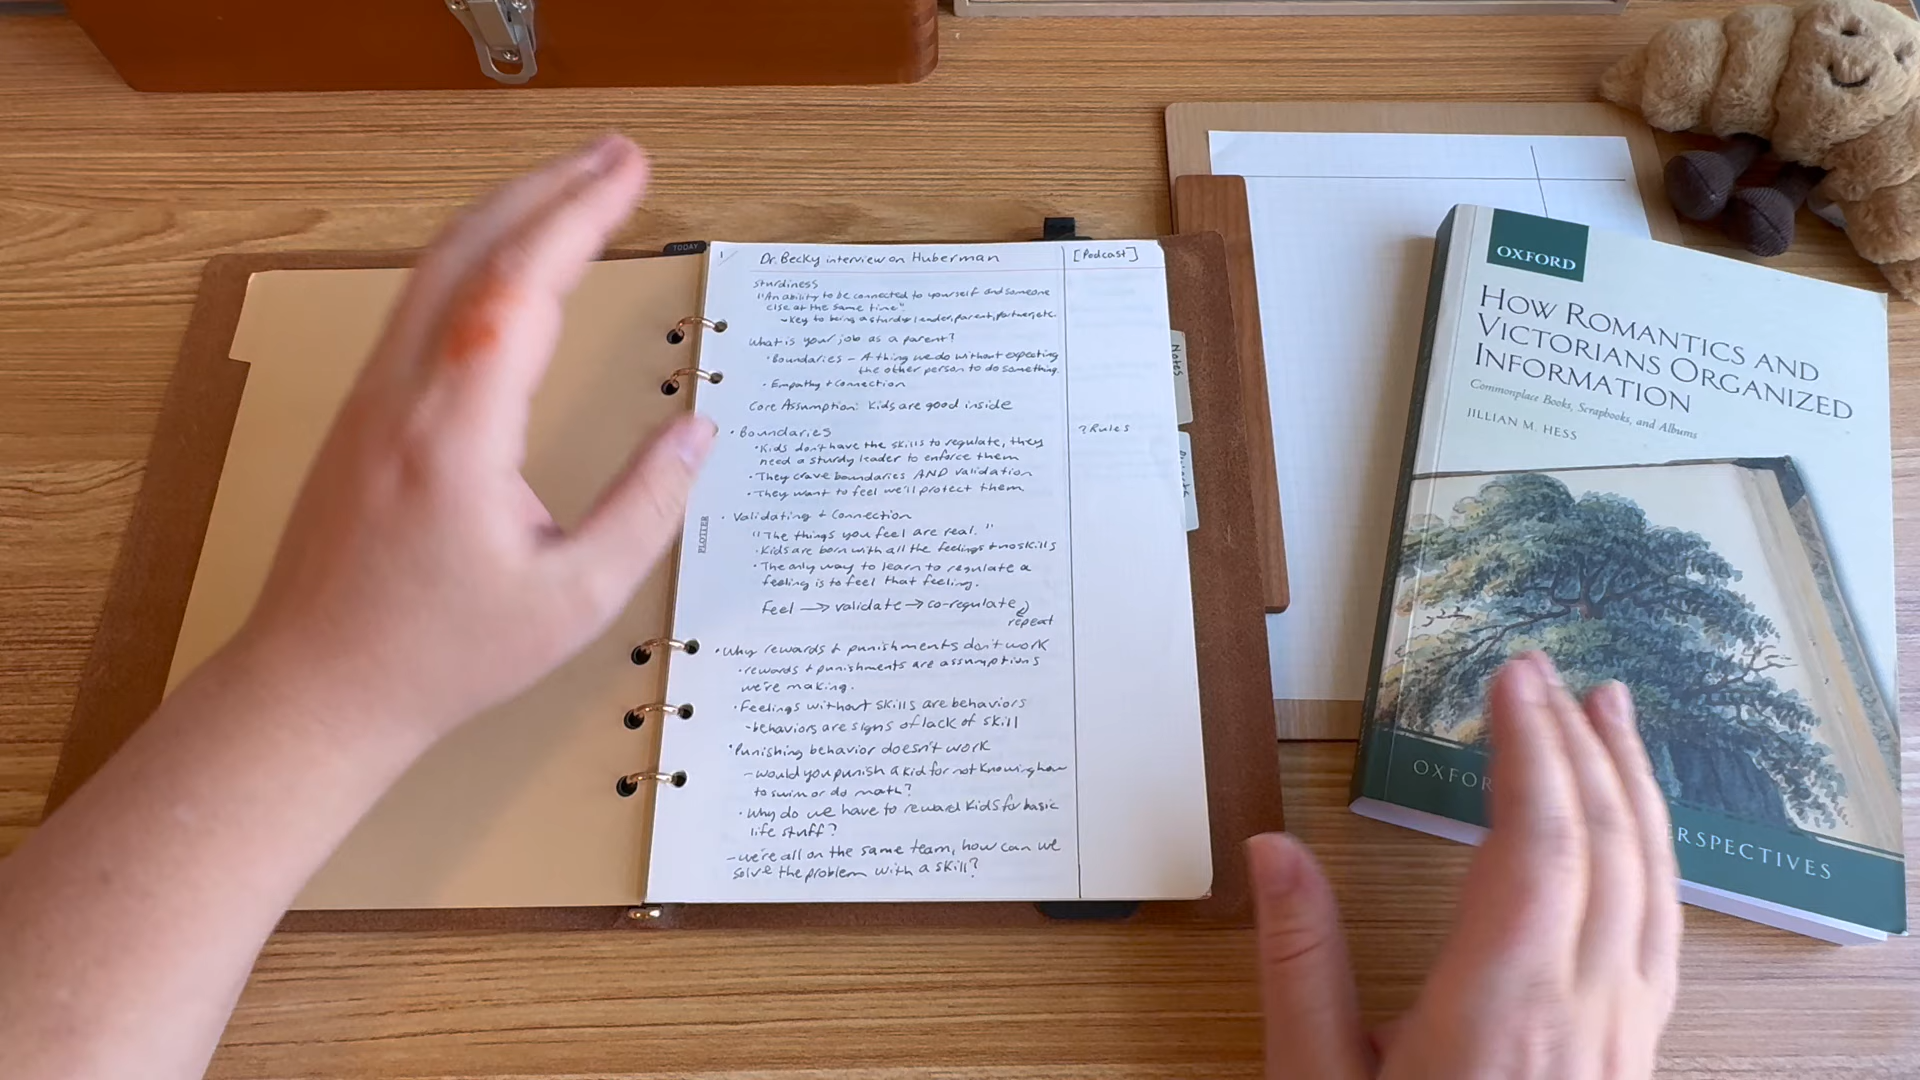 TODAY
1 Dr. Becky interview on Huberman [Podcast]
Sturdiness
"An ability to be connected to yourself and someone
else at the same time."
- Key to being a sturdy leader, parent, partner, etc.
What is your job as a parent?
• Boundaries - A thing we do without expecting
the other person to do something.
• Empathy + Connection
Core Assumption: Kids are good inside
• Boundaries
? Rules
• Kids don't have the skills to regulate, they
need a sturdy leader to enforce them
• They crave boundaries AND validation
• They want to feel we'll protect them.
• Validating + Connection
"The things you feel are real."
• Kids are born with all the feelings + no skills
• The only way to learn to regulate a
feeling is to feel that feeling.
Feel → validate → co-regulate
repeat
• Why rewards + punishments don't work
• rewards + punishments are assumptions
we're making.
• Feelings without skills are behaviors
- behaviors are signs of lack of skill
• Punishing behavior doesn't work
- would you punish a kid for not knowing how
to swim or do math?
• Why do we have to reward kids for basic
life stuff?
- we're all on the same team, how can we
solve the problem with a skill?
PLOTTER
Notes
OXFORD
HOW ROMANTICS AND
VICTORIANS ORGANIZED
INFORMATION
Commonplace Books, Scrapbooks, and Albums
JILLIAN M. HESS
OXFO
ERSPECTIVES